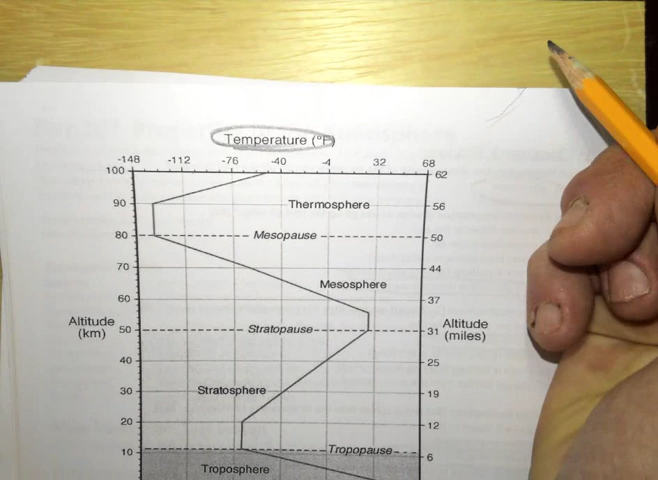 Temperature (°F)
-148 -112 -76 -40 -4 32 68
100 62
90 Thermosphere 56
80 Mesopause 50
70 44
Mesosphere
60 37
Altitude (km) 50 Stratopause 31 Altitude (miles)
40 25
30 Stratosphere 19
20 12
10 Tropopause 6
Troposphere